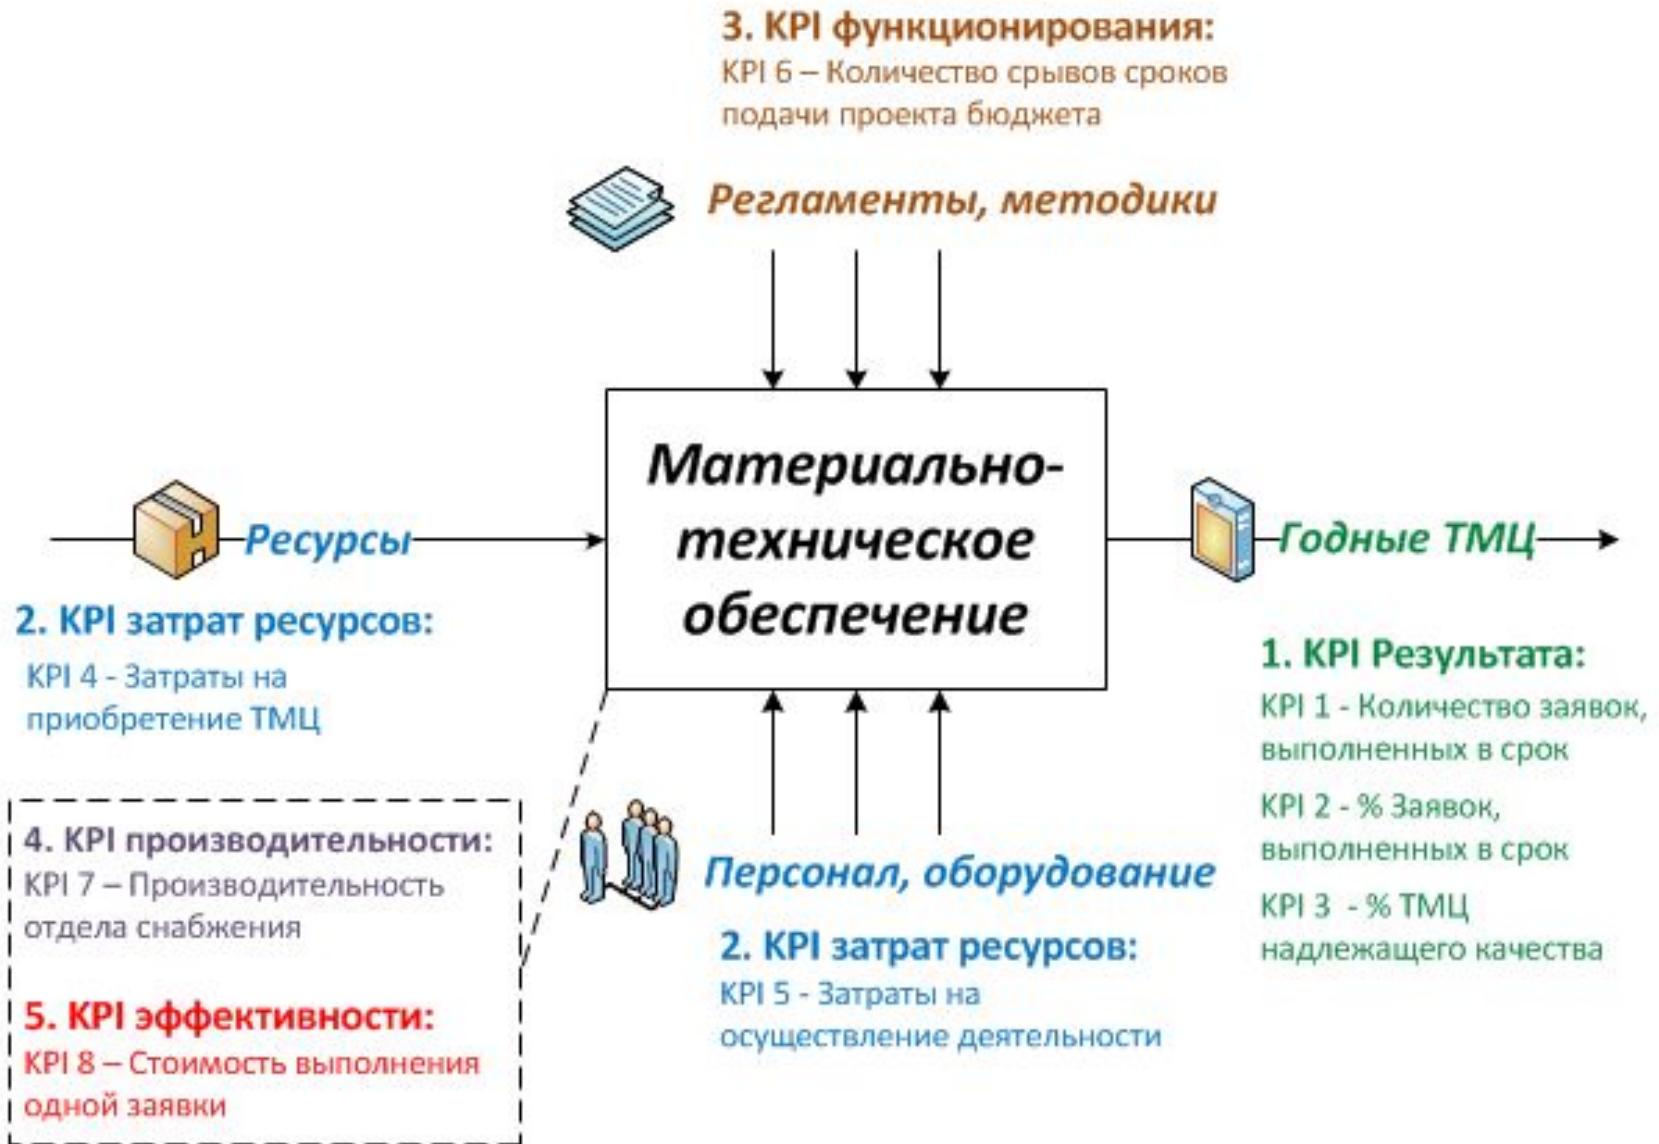 3. KPI функционирования:
KPI 6 – Количество срывов сроков
подачи проекта бюджета
Регламенты, методики
Материально-
техническое
обеспечение
Ресурсы
2. KPI затрат ресурсов:
KPI 4 - Затраты на
приобретение ТМЦ
Годные ТМЦ
1. KPI Результата:
KPI 1 - Количество заявок,
выполненных в срок
KPI 2 - % Заявок,
выполненных в срок
KPI 3 - % ТМЦ
надлежащего качества
4. KPI производительности:
KPI 7 – Производительность
отдела снабжения
5. KPI эффективности:
KPI 8 – Стоимость выполнения
одной заявки
Персонал, оборудование
2. KPI затрат ресурсов:
KPI 5 - Затраты на
осуществление деятельности